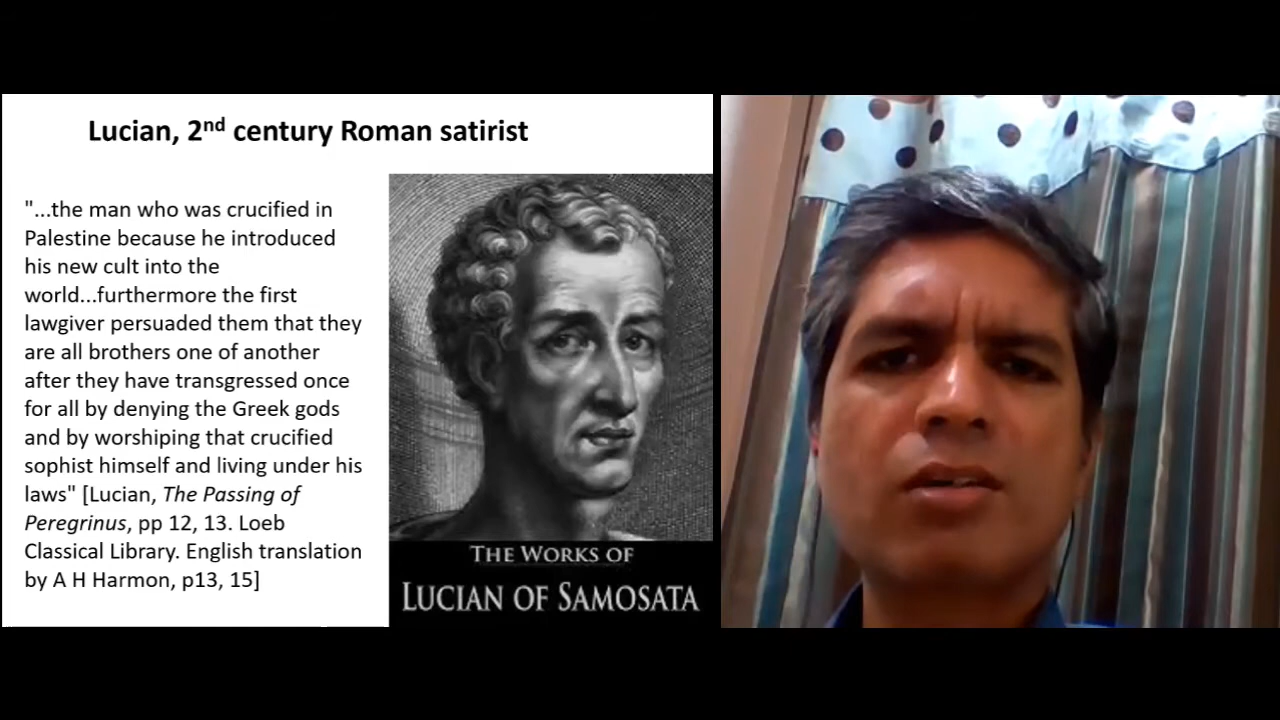 Lucian, 2nd century Roman satirist
"...the man who was crucified in
Palestine because he introduced
his new cult into the
world...furthermore the first
lawgiver persuaded them that they
are all brothers one of another
after they have transgressed once
for all by denying the Greek gods
and by worshiping that crucified
sophist himself and living under his
laws" [Lucian, The Passing of
Peregrinus, pp 12, 13. Loeb
Classical Library. English translation
by A H Harmon, p13, 15]
THE WORKS OF
LUCIAN OF SAMOSATA